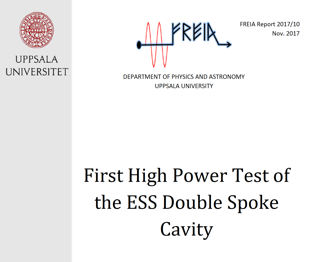 UPPSALA
UNIVERSITET
FREIA
FREIA Report 2017/10
Nov. 2017
DEPARTMENT OF PHYSICS AND ASTRONOMY
UPPSALA UNIVERSITY
First High Power Test of
the ESS Double Spoke
Cavity